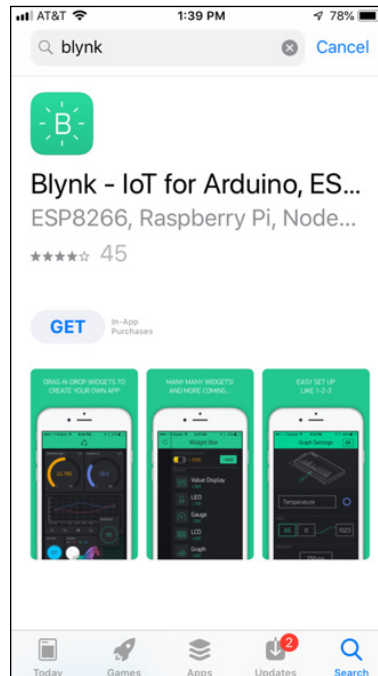 AT&T 1:39 PM 78%
blynk Cancel
B
Blynk - IoT for Arduino, ES...
ESP8266, Raspberry Pi, Node...
45
GET In-App
Purchases
DRAG-N-DROP WIDGETS TO
CREATE YOUR OWN APP
MANY MANY WIDGETS!
AND MORE COMING...
Widget Box
Value Display
LED
Gauge
LCD
Graph
EASY SET UP
LIKE 1-2-3
Graph Settings
Temperature
45 0 1023
2
Today Games Apps Updates Search